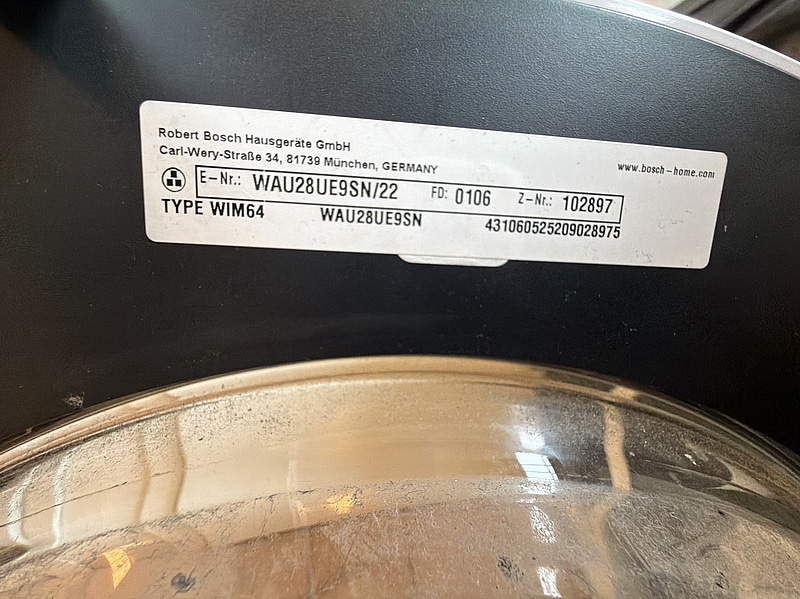 Robert Bosch Hausgeräte GmbH
Carl-Wery-Straße 34, 81739 München, GERMANY
www.bosch-home.com
E-Nr.: WAU28UE9SN/22 FD: 0106 Z-Nr.: 102897
TYPE WIM64 WAU28UE9SN 431060525209028975